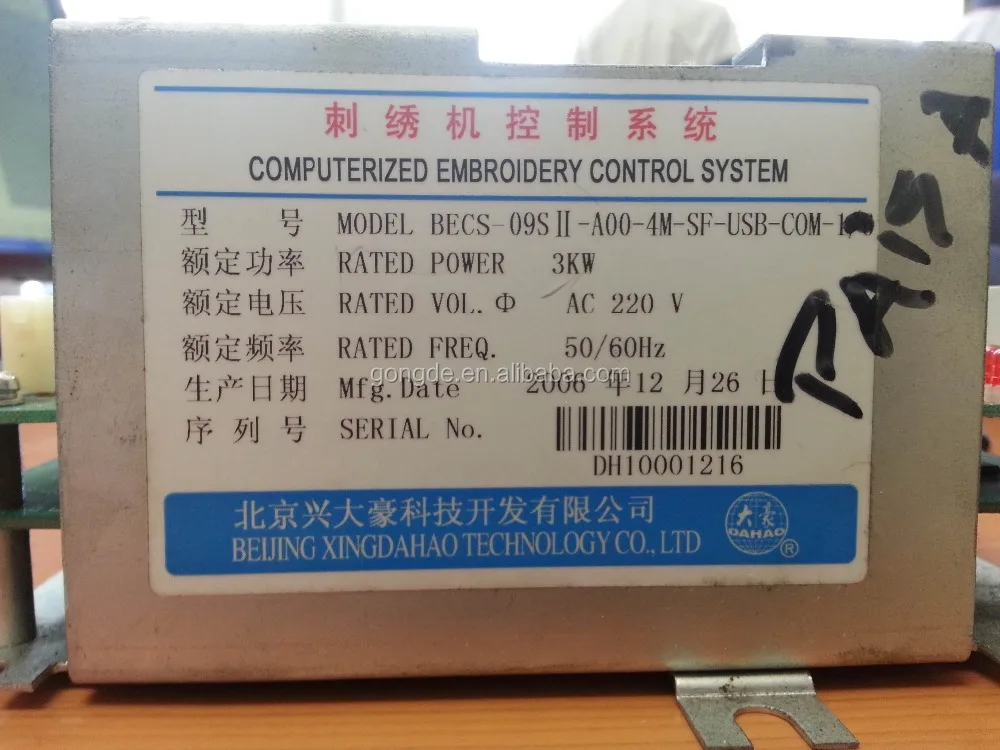 刺绣机控制系统
COMPUTERIZED EMBROIDERY CONTROL SYSTEM
型 号 MODEL BECS-09SⅡ-A00-4M-SF-USB-COM-
额定功率 RATED POWER 3KW
额定电压 RATED VOL.Φ AC 220 V
额定频率 RATED FREQ. 50/60Hz
gongde.en.alibaba.com
生产日期 Mfg.Date 2006 年12 月26 日
序列号 SERIAL No.
DH10001216
北京兴大豪科技开发有限公司
BEIJING XINGDAHAO TECHNOLOGY CO., LTD
大豪
DAHAO
®